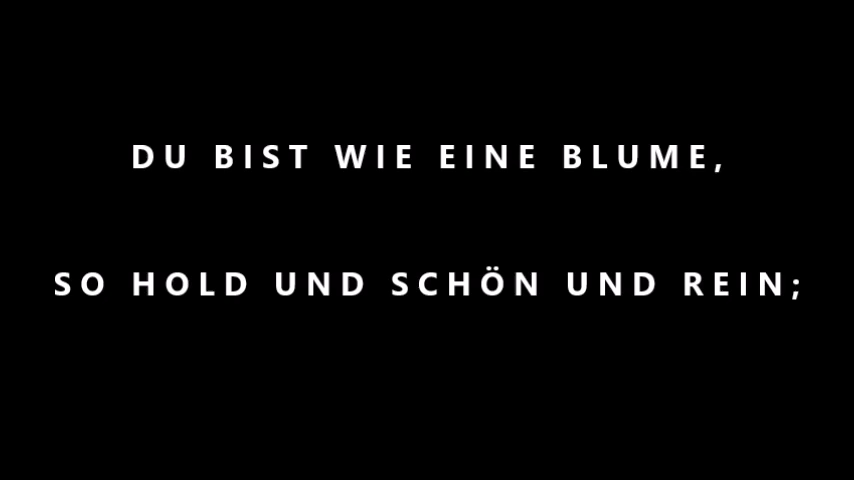 DU BIST WIE EINE BLUME,
SO HOLD UND SCHÖN UND REIN;